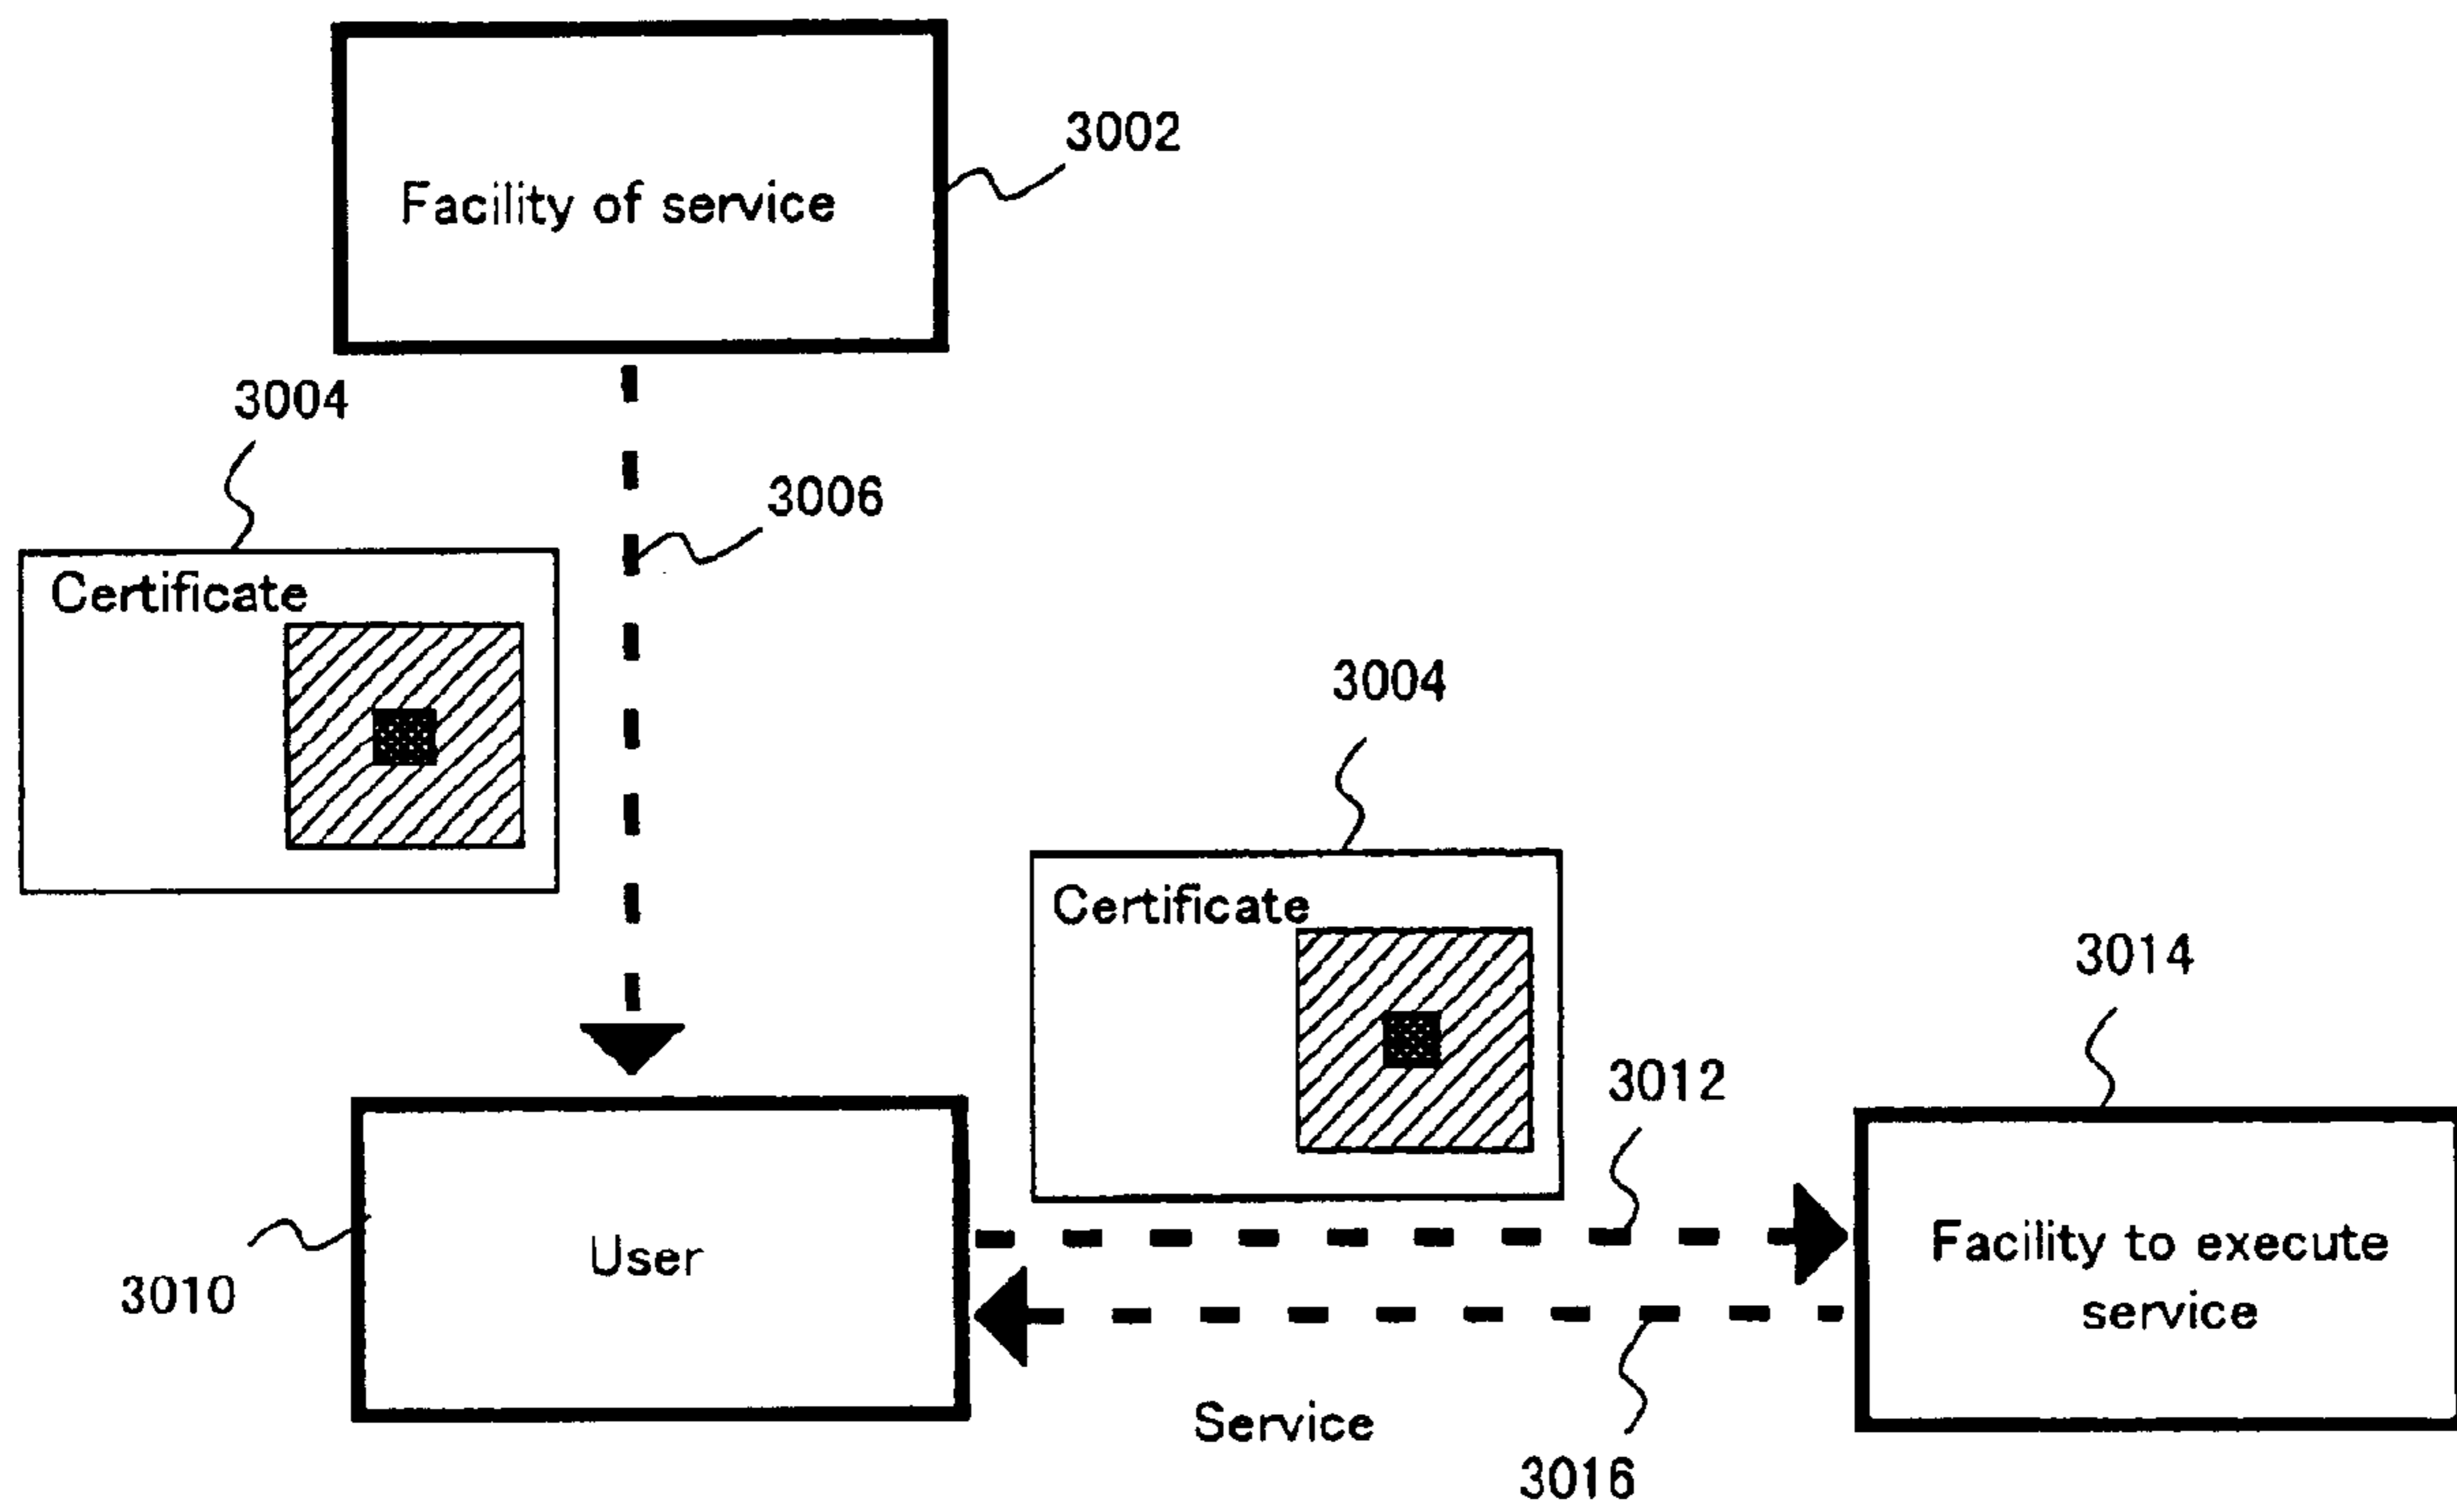 3002
Facility of service
3004
3006
Certificate
3004
Certificate
3014
3012
User
Facility to execute
service
3010
Service
3016